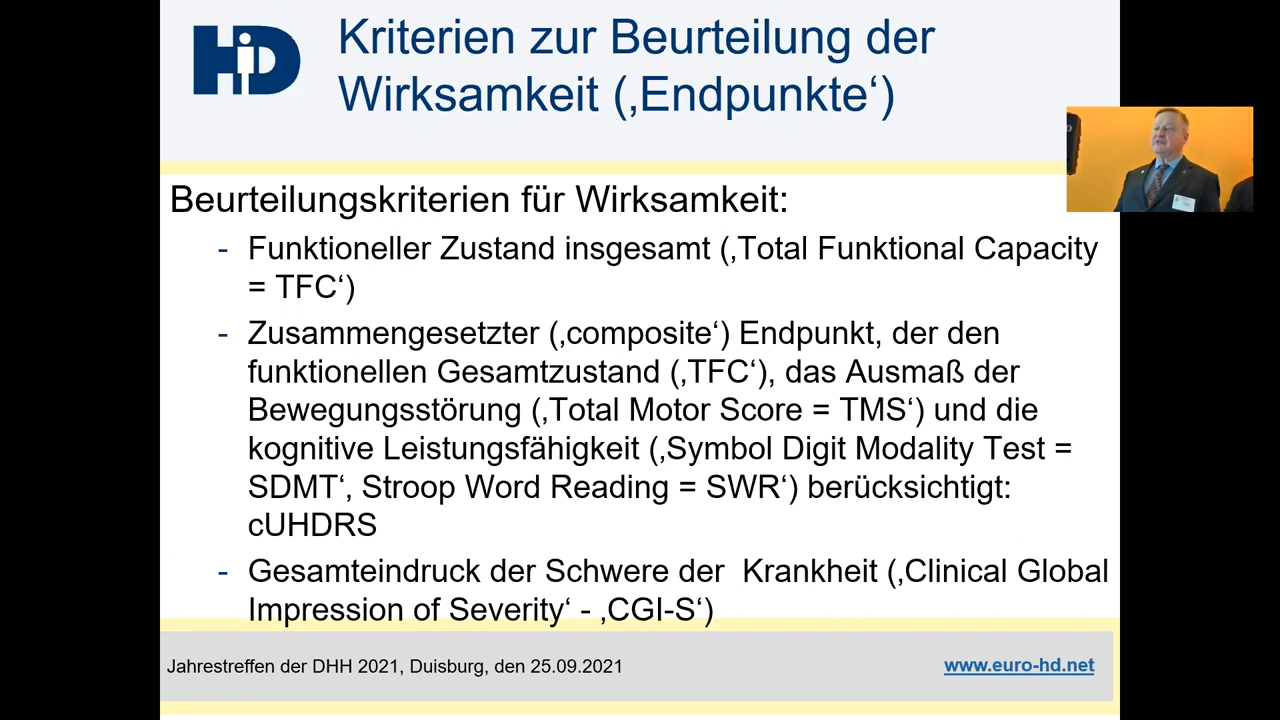 HD
Kriterien zur Beurteilung der
Wirksamkeit (‚Endpunkte‘)
Beurteilungskriterien für Wirksamkeit:
- Funktioneller Zustand insgesamt (‚Total Funktional Capacity
= TFC‘)
- Zusammengesetzter (‚composite‘) Endpunkt, der den
funktionellen Gesamtzustand (‚TFC‘), das Ausmaß der
Bewegungsstörung (‚Total Motor Score = TMS‘) und die
kognitive Leistungsfähigkeit (‚Symbol Digit Modality Test =
SDMT‘, Stroop Word Reading = SWR‘) berücksichtigt:
cUHDRS
- Gesamteindruck der Schwere der  Krankheit (‚Clinical Global
Impression of Severity‘ - ‚CGI-S‘)
Jahrestreffen der DHH 2021, Duisburg, den 25.09.2021
www.euro-hd.net